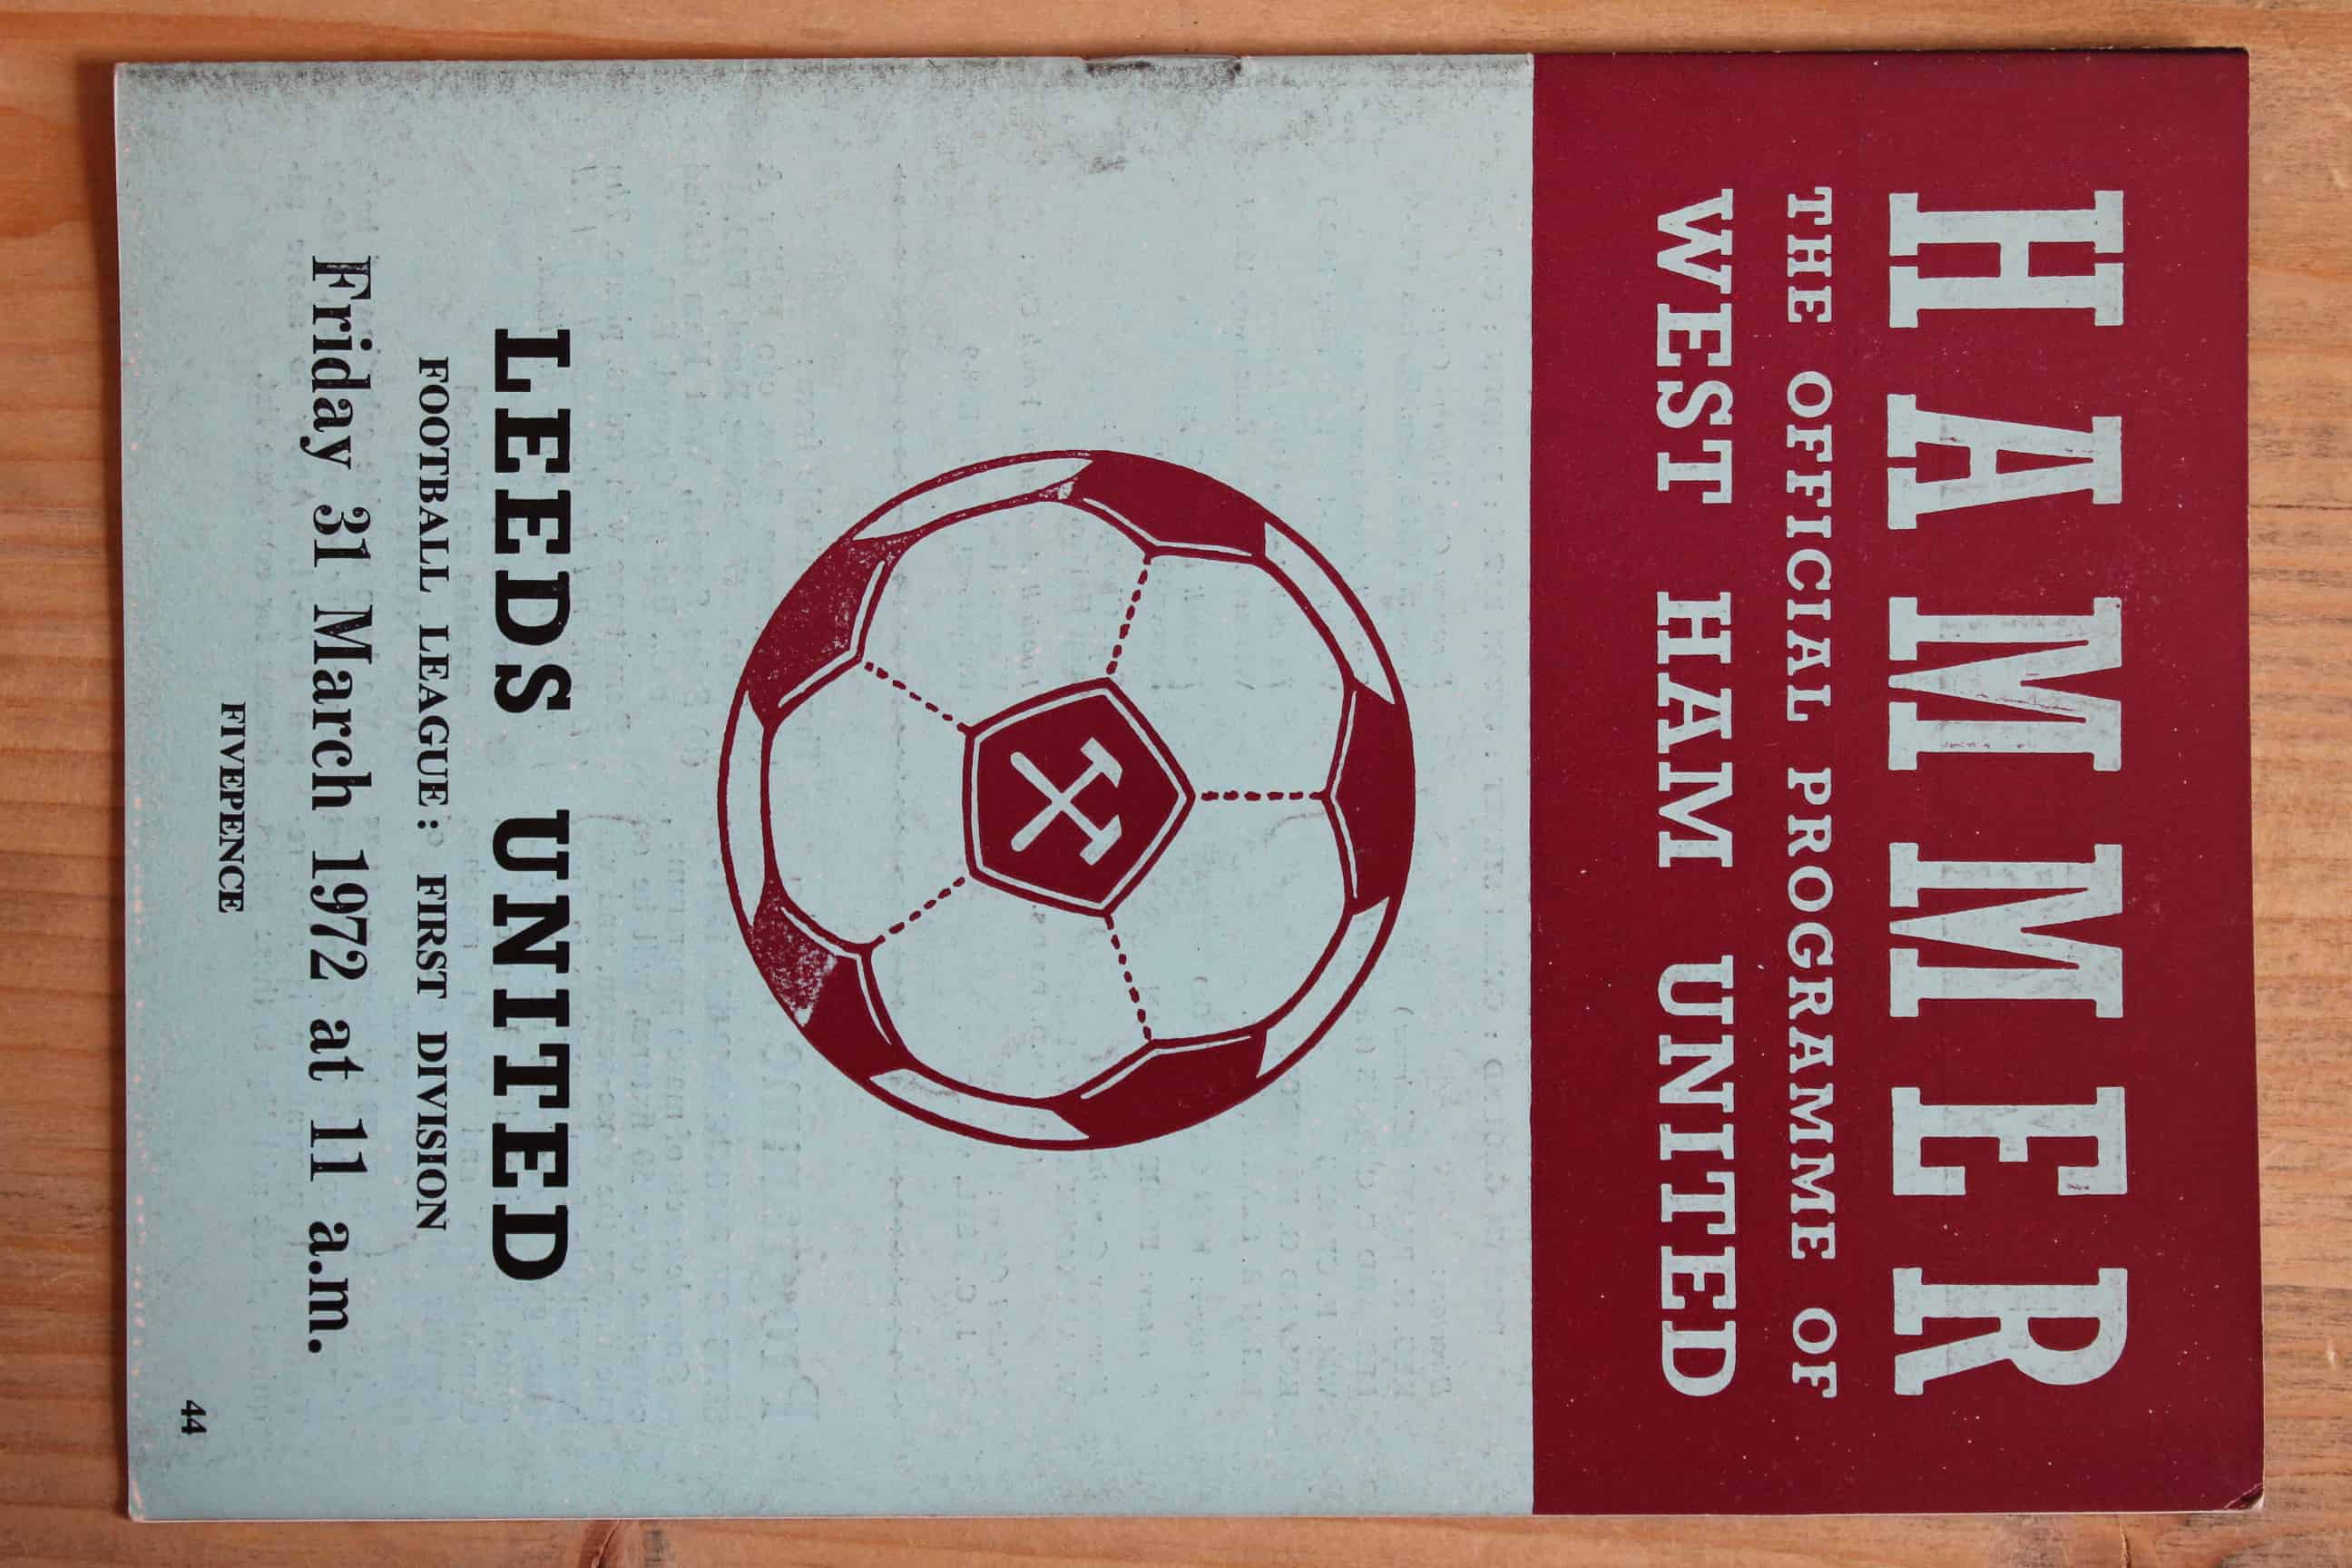 HAMMER
THE OFFICIAL PROGRAMME OF
WEST HAM UNITED
LEEDS UNITED
FOOTBALL LEAGUE: FIRST DIVISION
Friday 31 March 1972 at 11 a.m.
FIVEPENCE
44